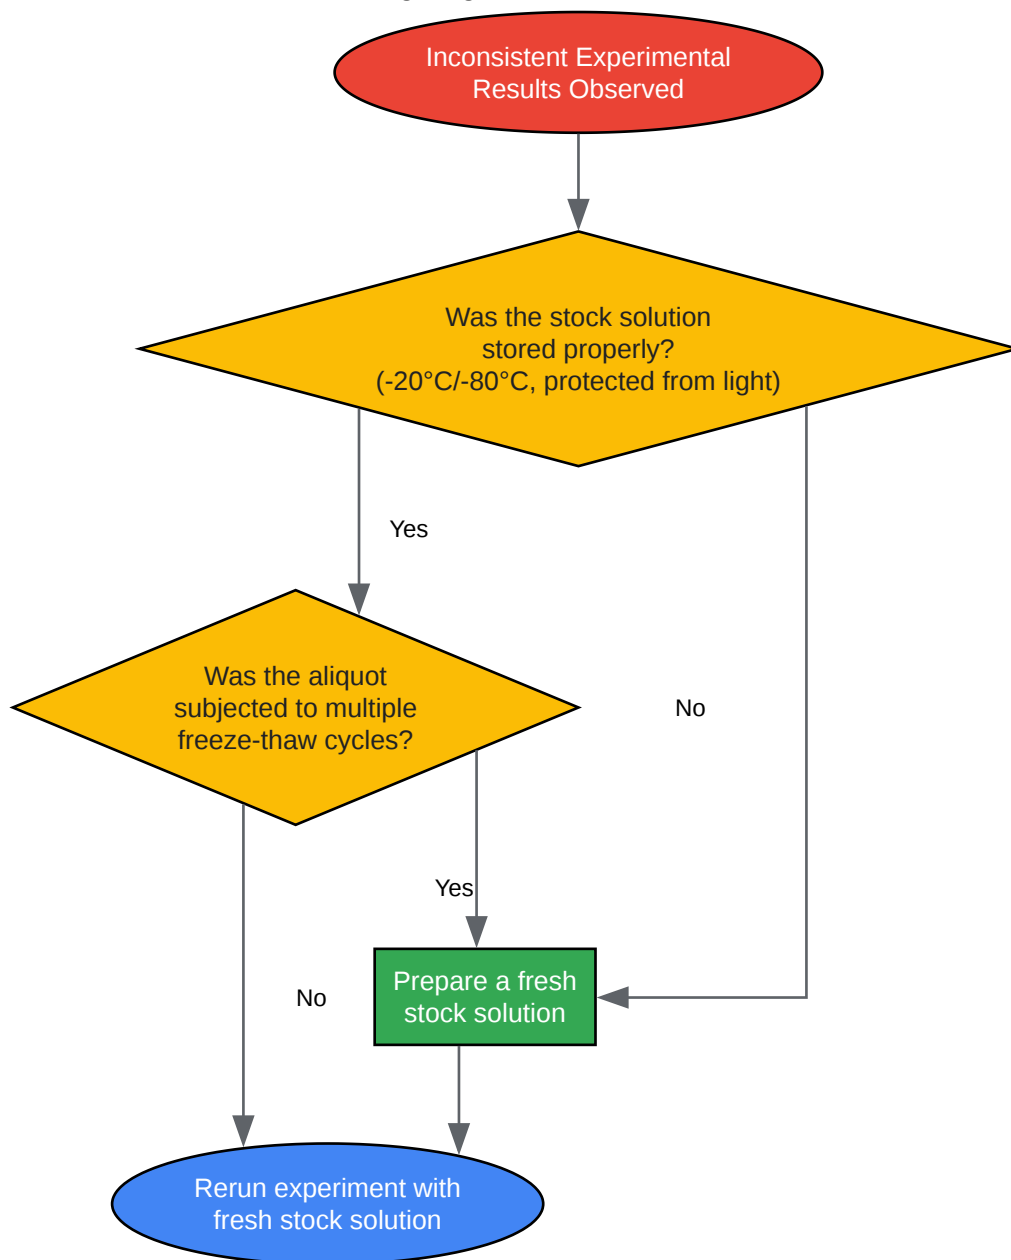 Inconsistent Experimental
Results Observed
Was the stock solution
stored properly?
(-20°C/-80°C, protected from light)
Yes
Was the aliquot
subjected to multiple
freeze-thaw cycles?
No
Yes
Prepare a fresh
stock solution
No
Rerun experiment with
fresh stock solution